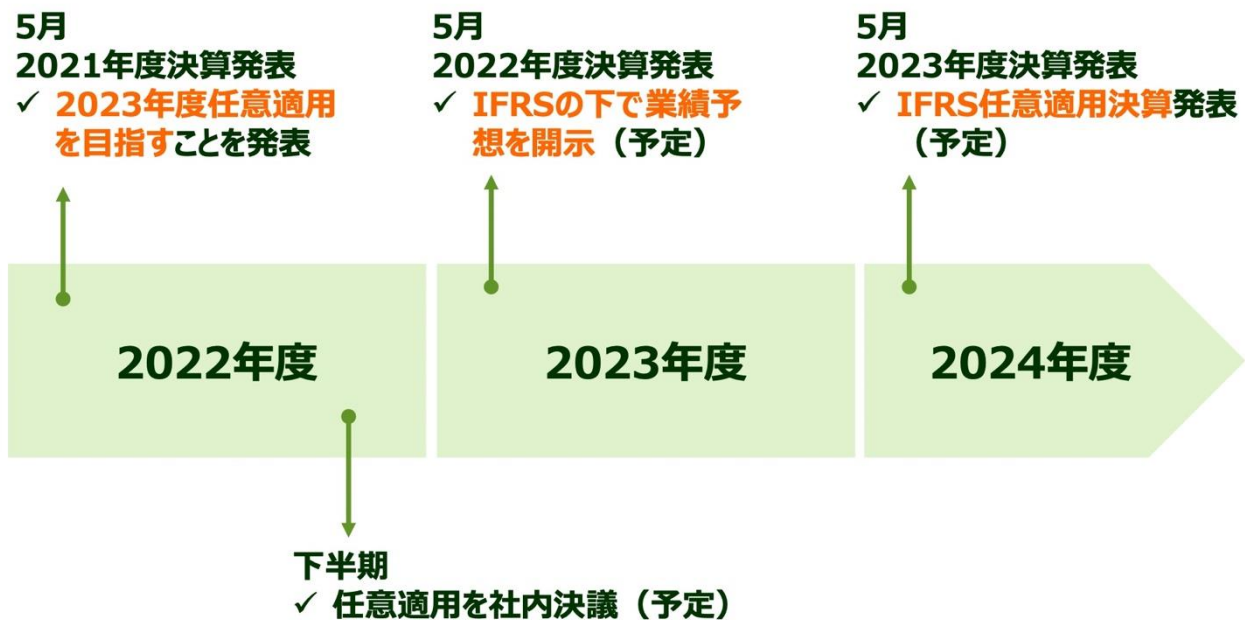 5月
2021年度決算発表
✓ 2023年度任意適用
を目指すことを発表
5月
2022年度決算発表
✓ IFRSの下で業績予
想を開示（予定）
5月
2023年度決算発表
✓ IFRS任意適用決算発表
（予定）
2022年度
2023年度
2024年度
下半期
✓ 任意適用を社内決議（予定）